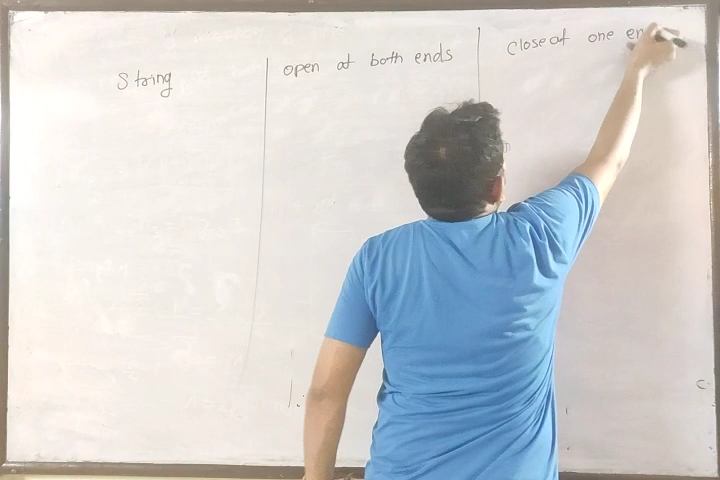 String
open at both ends
Close at one en